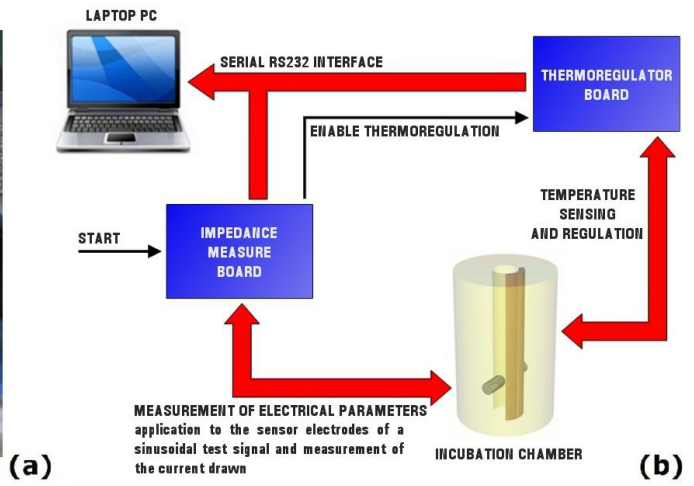 LAPTOP PC
SERIAL RS232 INTERFACE
THERMOREGULATOR
BOARD
ENABLE THERMOREGULATION
TEMPERATURE
SENSING
AND REGULATION
START
IMPEDANCE
MEASURE
BOARD
MEASUREMENT OF ELECTRICAL PARAMETERS
application to the sensor electrodes of a
sinusoidal test signal and measurement of
the current drawn
INCUBATION CHAMBER
(a)
(b)